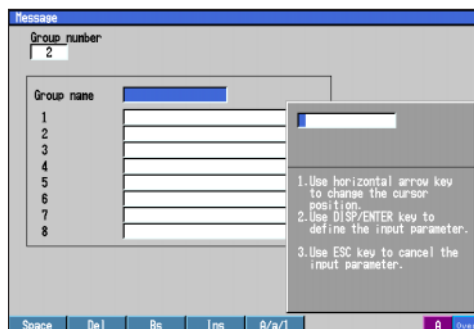 Message
Group number
2
Group name
1
2
3
4
5
6
7
8
1.Use horizontal arrow key
to change the cursor
position.
2.Use DISP/ENTER key to
define the input parameter.
3.Use ESC key to cancel the
input parameter.
Space Del Bs Ins A/a/1 A Over